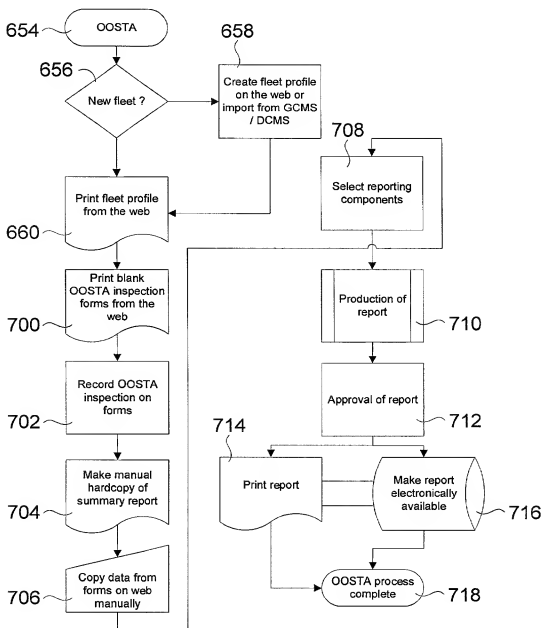 654
OOSTA
656
New fleet ?
658
Create fleet profile
on the web or
import from GCMS
/ DCMS
660
Print fleet profile
from the web
700
Print blank
OOSTA inspection
forms from the
web
702
Record OOSTA
inspection on
forms
704
Make manual
hardcopy of
summary report
706
Copy data from
forms on web
manually
708
Select reporting
components
Production of
report
710
Approval of report
712
714
Print report
Make report
electronically
available
716
OOSTA process
complete
718